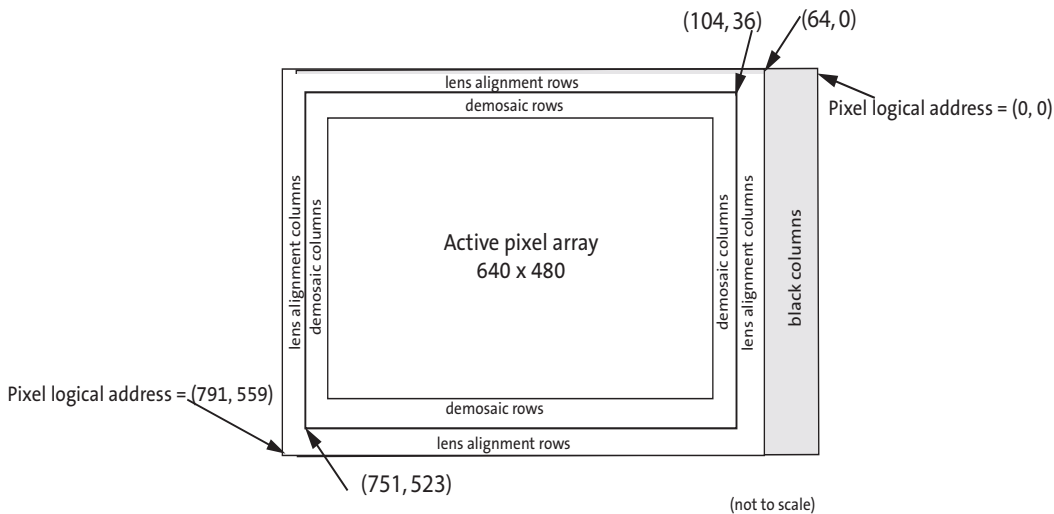 (104, 36)
(64, 0)
lens alignment rows
demosaic rows
Pixel logical address = (0, 0)
lens alignment columns
demosaic columns
Active pixel array
640 x 480
demosaic columns
lens alignment columns
black columns
Pixel logical address = (791, 559)
demosaic rows
lens alignment rows
(751, 523)
(not to scale)